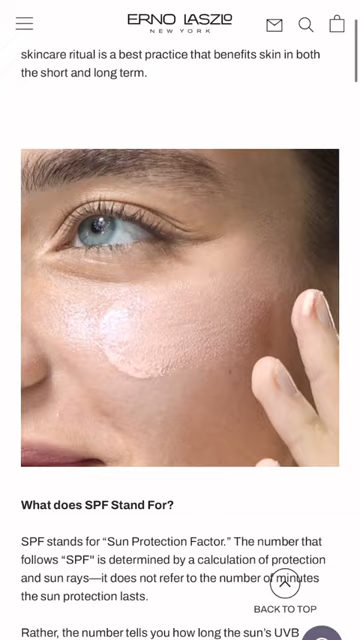 ERNO LASZLO
NEW YORK
skincare ritual is a best practice that benefits skin in both
the short and long term.
What does SPF Stand For?
SPF stands for “Sun Protection Factor.” The number that
follows “SPF" is determined by a calculation of protection
and sun rays—it does not refer to the number of minutes
the sun protection lasts.
BACK TO TOP
Rather, the number tells you how long the sun’s UVB